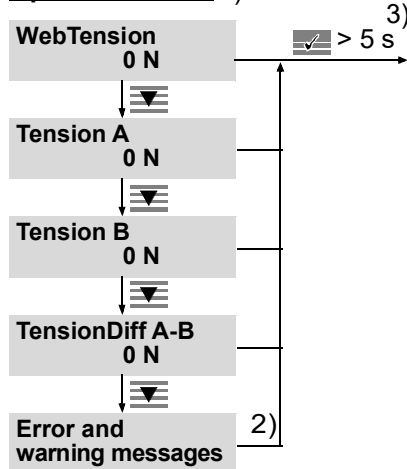 3)
WebTension
0 N
> 5 s
Tension A
0 N
Tension B
0 N
TensionDiff A-B
0 N
Error and
warning messages
2)